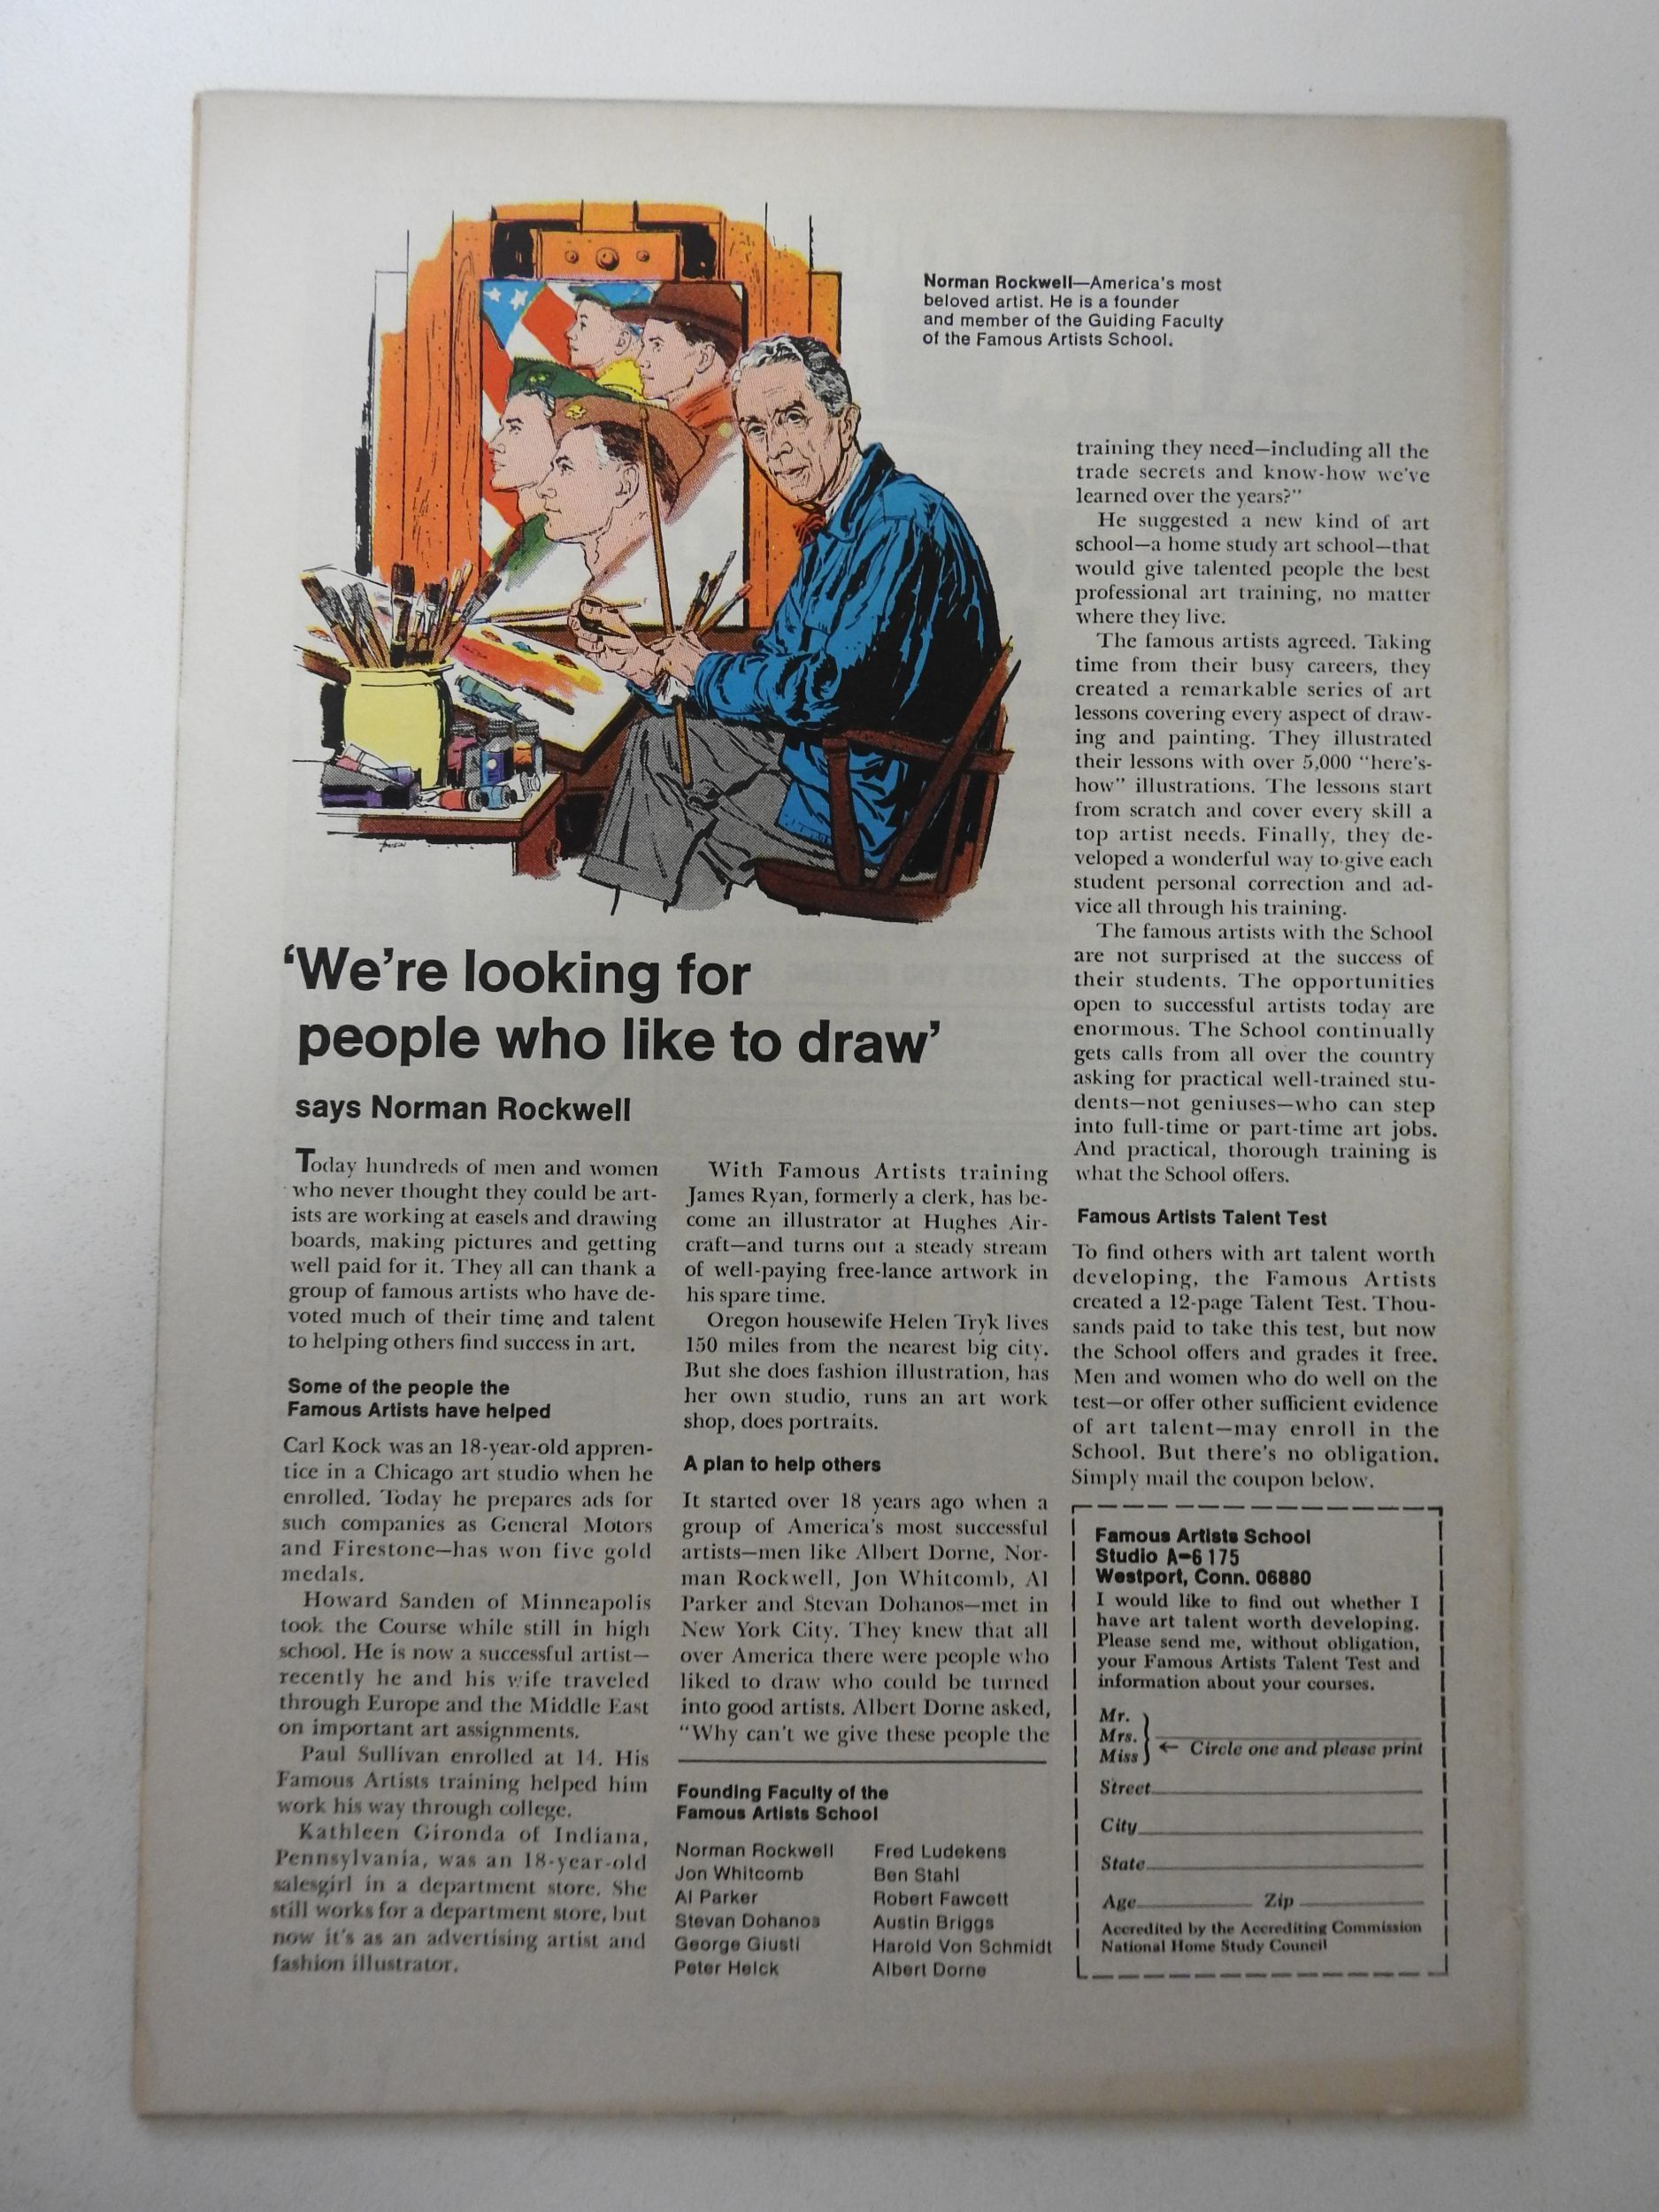 Norman Rockwell—America's most
beloved artist. He is a founder
and member of the Guiding Faculty
of the Famous Artists School.
'We're looking for
people who like to draw'
says Norman Rockwell
Today hundreds of men and women
who never thought they could be art-
ists are working at easels and drawing
boards, making pictures and getting
well paid for it. They all can thank a
group of famous artists who have de-
voted much of their time and talent
to helping others find success in art.
Some of the people the
Famous Artists have helped
Carl Kock was an 18-year-old appren-
tice in a Chicago art studio when he
enrolled. Today he prepares ads for
such companies as General Motors
and Firestone—has won five gold
medals.
Howard Sanden of Minneapolis
took the Course while still in high
school. He is now a successful artist—
recently he and his wife traveled
through Europe and the Middle East
on important art assignments.
Paul Sullivan enrolled at 14. His
Famous Artists training helped him
work his way through college.
Kathleen Gironda of Indiana,
Pennsylvania, was an 18-year-old
salesgirl in a department store. She
still works for a department store, but
now it's as an advertising artist and
fashion illustrator.
With Famous Artists training
James Ryan, formerly a clerk, has be-
come an illustrator at Hughes Air-
craft—and turns out a steady stream
of well-paying free-lance artwork in
his spare time.
Oregon housewife Helen Tryk lives
150 miles from the nearest big city.
But she does fashion illustration, has
her own studio, runs an art work
shop, does portraits.
A plan to help others
It started over 18 years ago when a
group of America's most successful
artists—men like Albert Dorne, Nor-
man Rockwell, Jon Whitcomb, Al
Parker and Stevan Dohanos—met in
New York City. They knew that all
over America there were people who
liked to draw who could be turned
into good artists. Albert Dorne asked,
"Why can't we give these people the
training they need—including all the
trade secrets and know-how we've
learned over the years?"
He suggested a new kind of art
school—a home study art school—that
would give talented people the best
professional art training, no matter
where they live.
The famous artists agreed. Taking
time from their busy careers, they
created a remarkable series of art
lessons covering every aspect of draw-
ing and painting. They illustrated
their lessons with over 5,000 "here's-
how" illustrations. The lessons start
from scratch and cover every skill a
top artist needs. Finally, they de-
veloped a wonderful way to give each
student personal correction and ad-
vice all through his training.
The famous artists with the School
are not surprised at the success of
their students. The opportunities
open to successful artists today are
enormous. The School continually
gets calls from all over the country
asking for practical well-trained stu-
dents—not geniuses—who can step
into full-time or part-time art jobs.
And practical, thorough training is
what the School offers.
Famous Artists Talent Test
To find others with art talent worth
developing, the Famous Artists
created a 12-page Talent Test. Thou-
sands paid to take this test, but now
the School offers and grades it free.
Men and women who do well on the
test—or offer other sufficient evidence
of art talent—may enroll in the
School. But there's no obligation.
Simply mail the coupon below.
Founding Faculty of the
Famous Artists School
Norman Rockwell
Jon Whitcomb
Al Parker
Stevan Dohanos
George Giusti
Peter Helck
Fred Ludekens
Ben Stahl
Robert Fawcett
Austin Briggs
Harold Von Schmidt
Albert Dorne
Famous Artists School
Studio A-6175
Westport, Conn. 06880
I would like to find out whether I
have art talent worth developing.
Please send me, without obligation,
your Famous Artists Talent Test and
information about your courses.
Mr.
Mrs.
Miss
← Circle one and please print
Street
City
State
Age Zip
Accredited by the Accrediting Commission
National Home Study Council